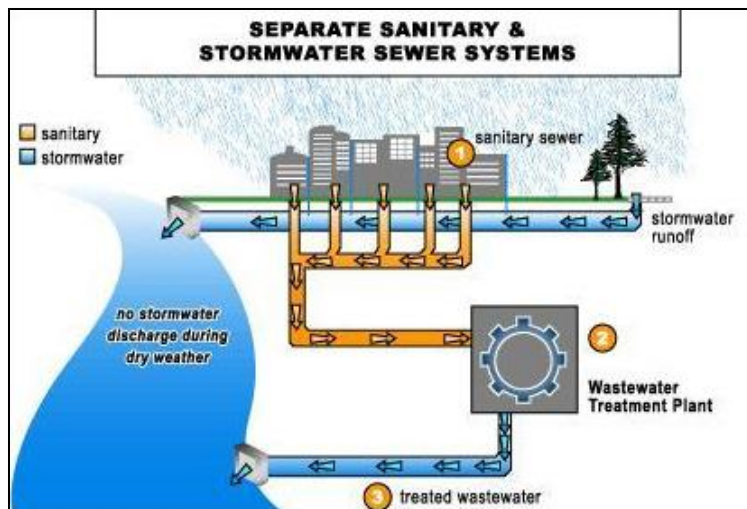 SEPARATE SANITARY &
STORMWATER SEWER SYSTEMS
sanitary
stormwater
1
sanitary sewer
stormwater
runoff
no stormwater
discharge during
dry weather
2
Wastewater
Treatment Plant
3 treated wastewater